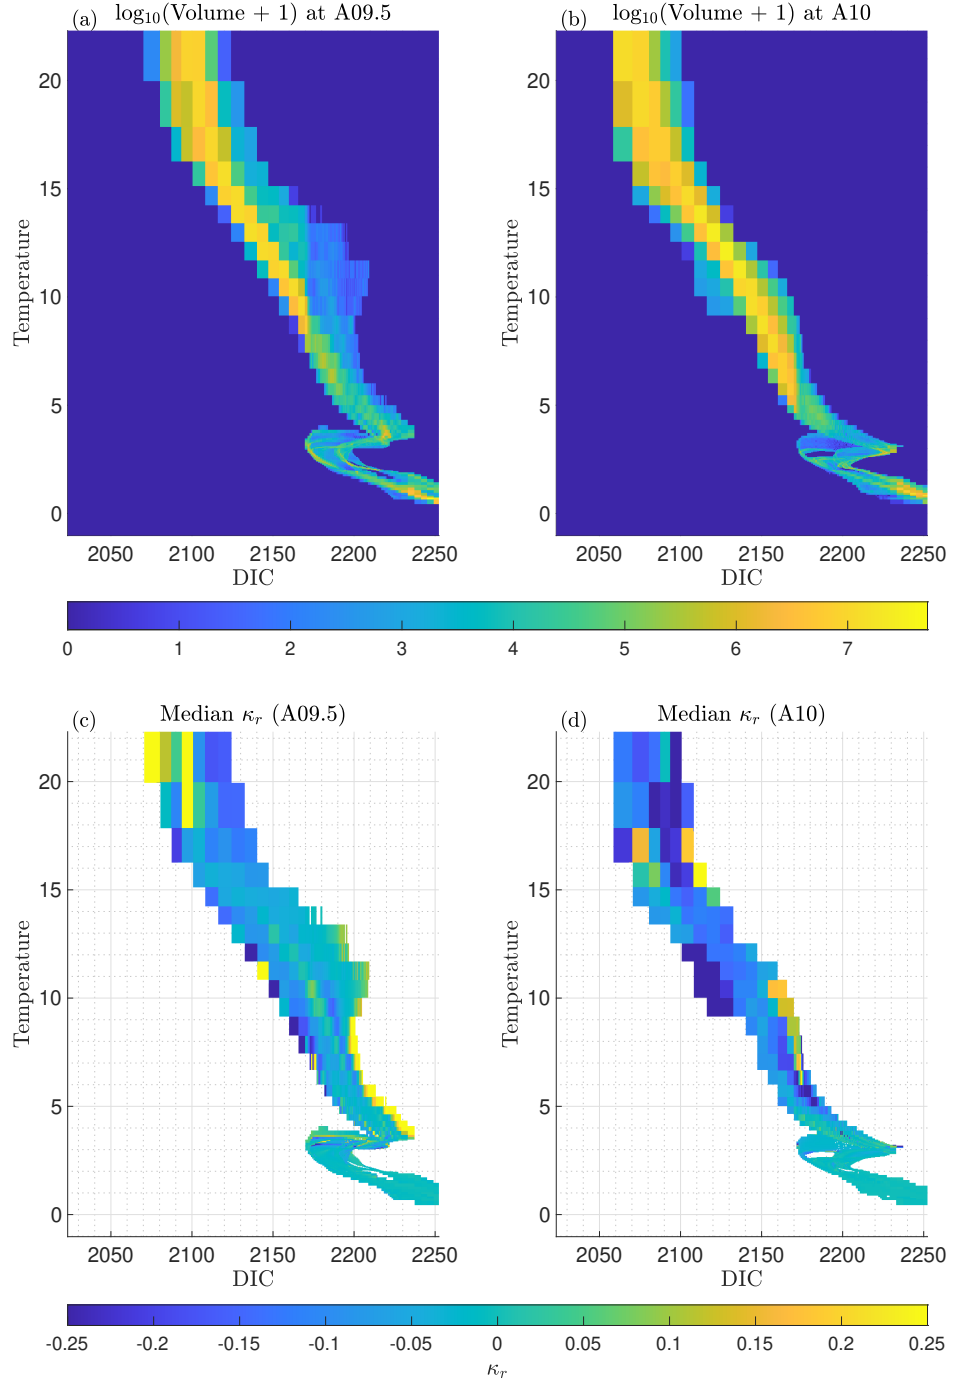 (a) log₁₀(Volume + 1) at A09.5
(b) log₁₀(Volume + 1) at A10
20
15
10
5
0
Temperature
2050 2100 2150 2200 2250
DIC
20
15
10
5
0
Temperature
2050 2100 2150 2200 2250
DIC
0 1 2 3 4 5 6 7
(c) Median κᵣ (A09.5)
(d) Median κᵣ (A10)
20
15
10
5
0
Temperature
2050 2100 2150 2200 2250
DIC
20
15
10
5
0
Temperature
2050 2100 2150 2200 2250
DIC
-0.25 -0.2 -0.15 -0.1 -0.05 0 0.05 0.1 0.15 0.2 0.25
κᵣ